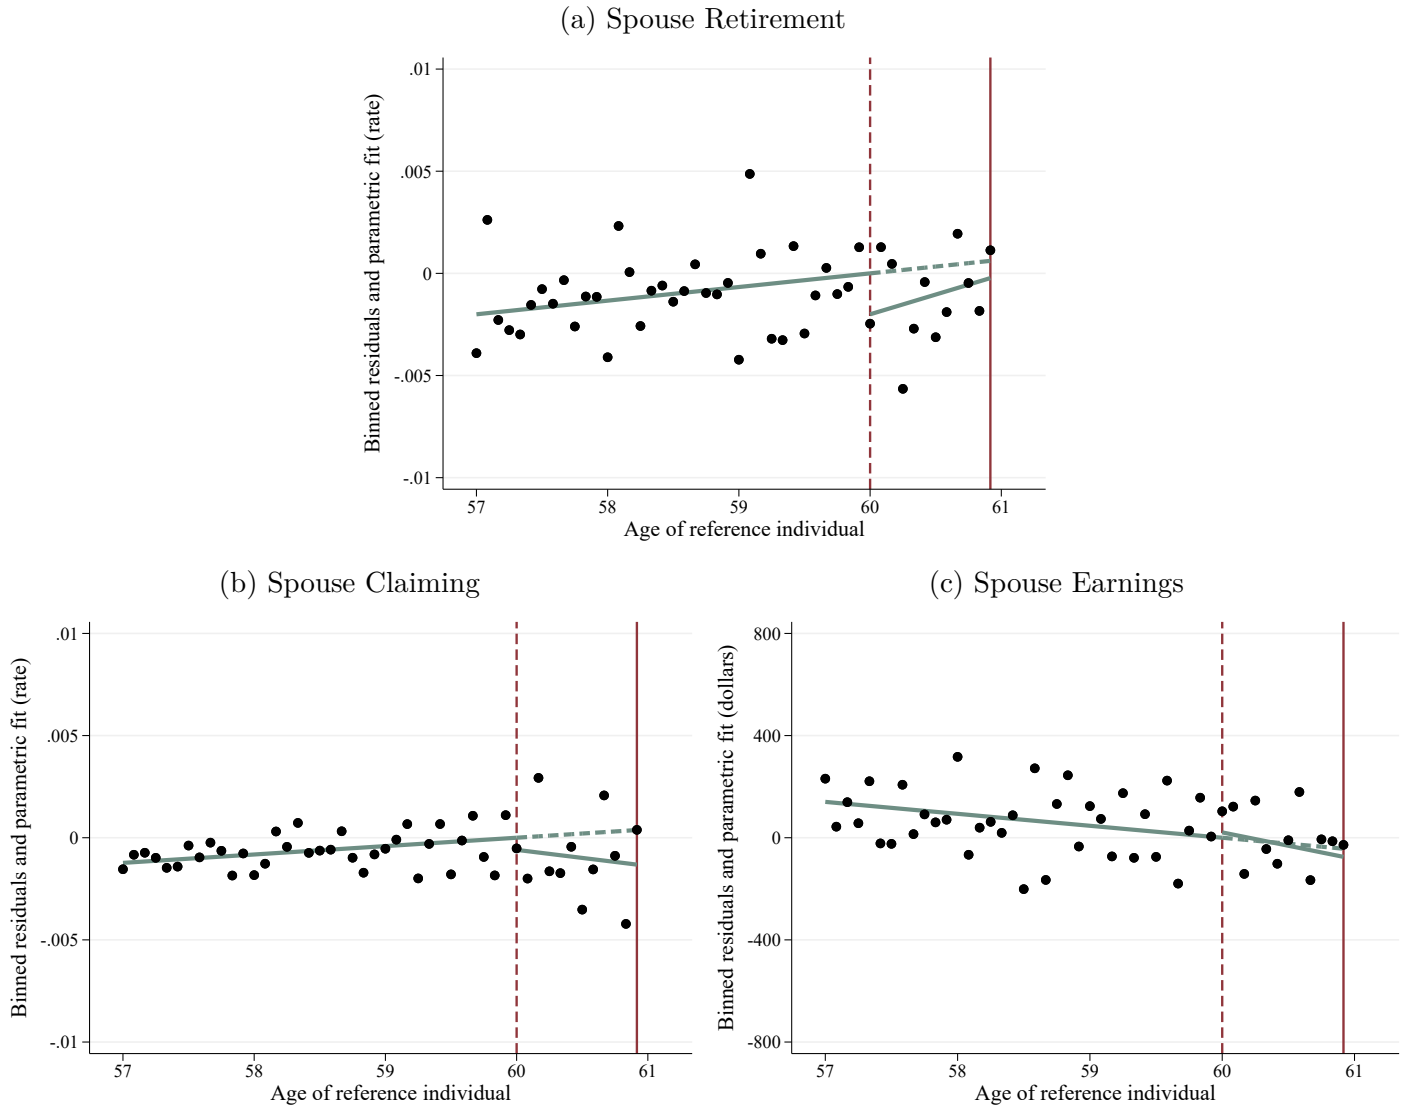 (a) Spouse Retirement
Binned residuals and parametric fit (rate)
.01
.005
0
-.005
-.01
57 58 59 60 61
Age of reference individual
(b) Spouse Claiming
Binned residuals and parametric fit (rate)
.01
.005
0
-.005
-.01
57 58 59 60 61
Age of reference individual
(c) Spouse Earnings
Binned residuals and parametric fit (dollars)
800
400
0
-400
-800
57 58 59 60 61
Age of reference individual